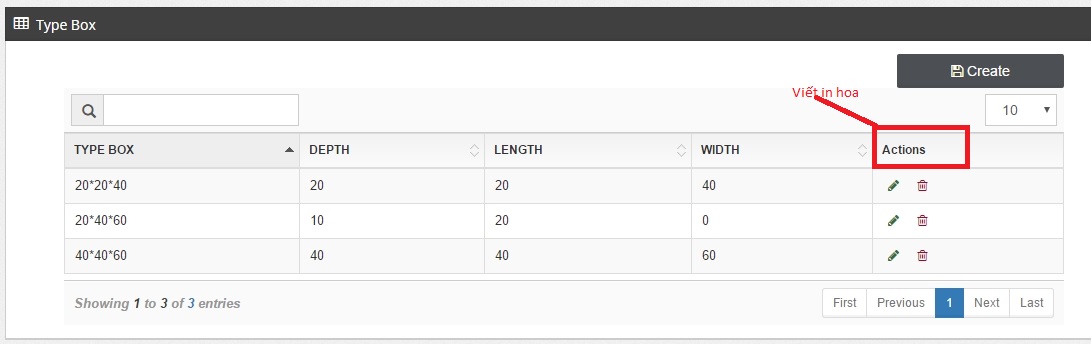 Type Box
Create
Viết in hoa
10
TYPE BOX DEPTH LENGTH WIDTH Actions
20*20*40 20 20 40
20*40*60 10 20 0
40*40*60 40 40 60
Showing 1 to 3 of 3 entries First Previous 1 Next Last